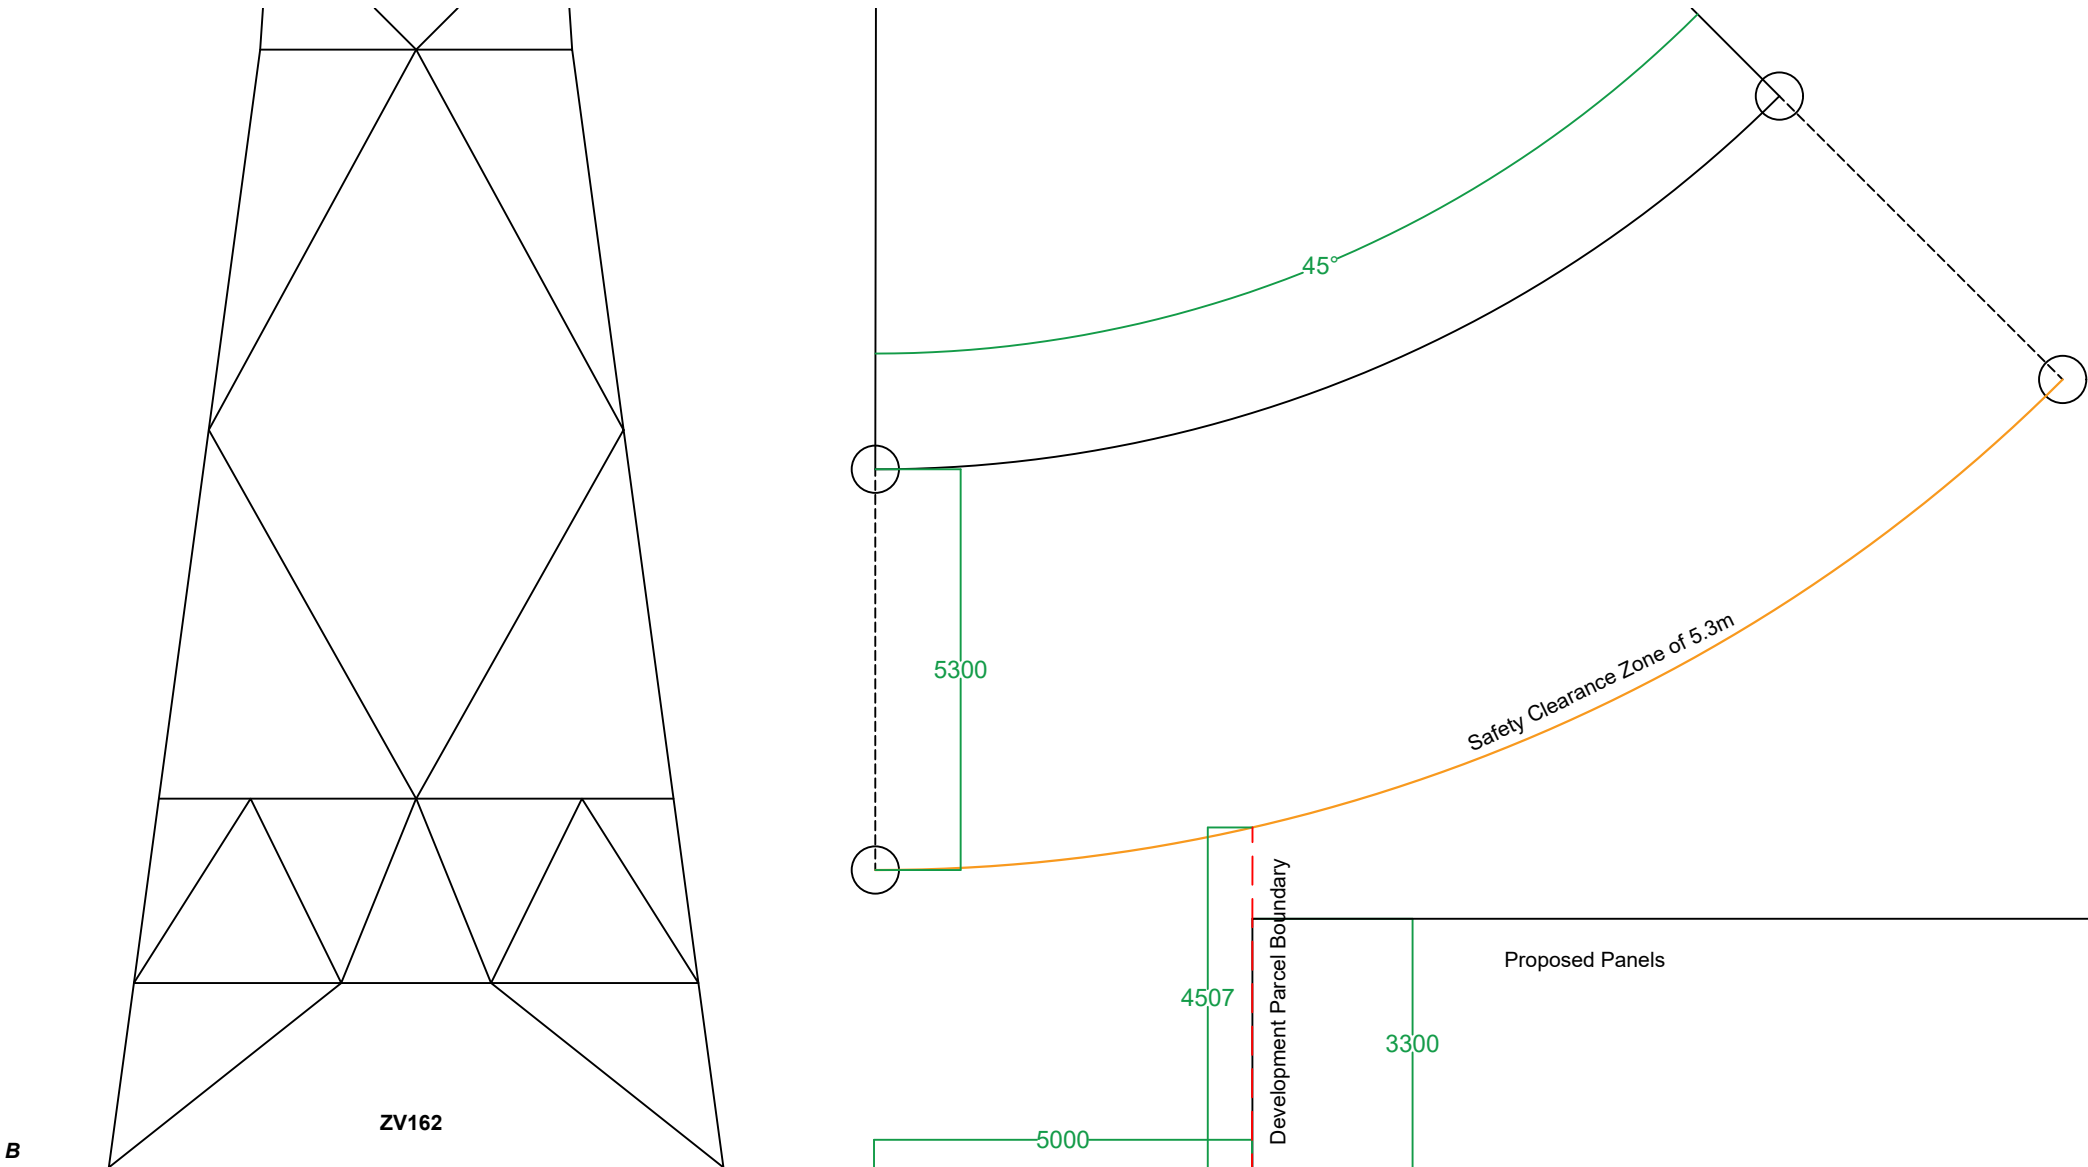 45°
5300
Safety Clearance Zone of 5.3m
Development Parcel Boundary
Proposed Panels
4507
3300
ZV162
5000
B